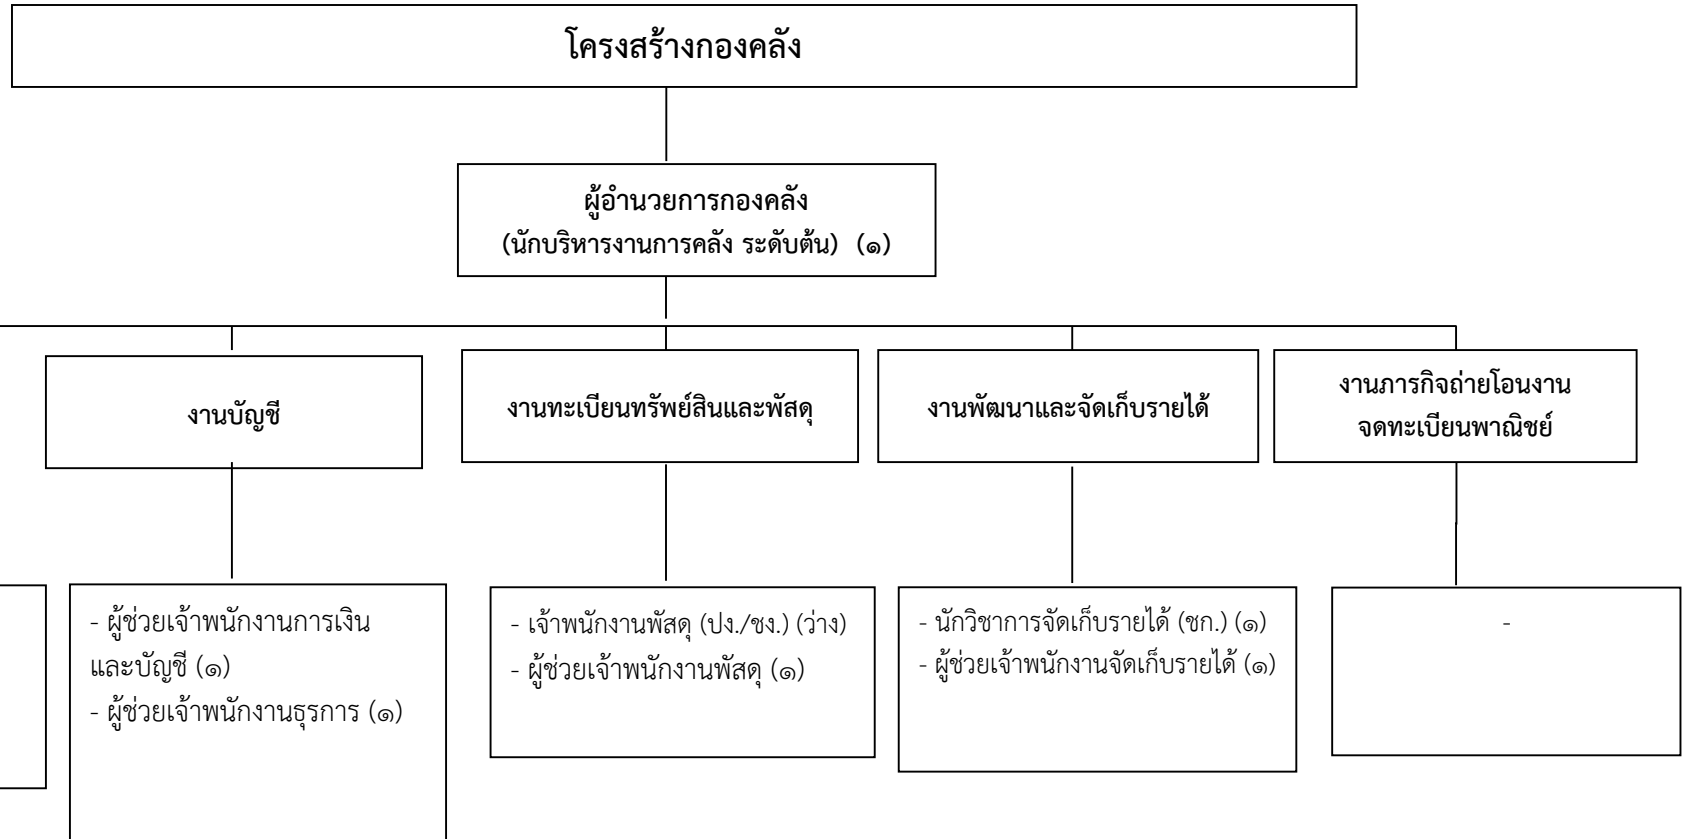 โครงสร้างกองคลัง
ผู้อำนวยการกองคลัง
(นักบริหารงานการคลัง ระดับต้น) (๑)
งานบัญชี
งานทะเบียนทรัพย์สินและพัสดุ
งานพัฒนาและจัดเก็บรายได้
งานภารกิจถ่ายโอนงาน
จดทะเบียนพาณิชย์
- ผู้ช่วยเจ้าพนักงานการเงิน
และบัญชี (๑)
- ผู้ช่วยเจ้าพนักงานธุรการ (๑)
- เจ้าพนักงานพัสดุ (ปง./ชง.) (ว่าง)
- ผู้ช่วยเจ้าพนักงานพัสดุ (๑)
- นักวิชาการจัดเก็บรายได้ (ชก.) (๑)
- ผู้ช่วยเจ้าพนักงานจัดเก็บรายได้ (๑)
-